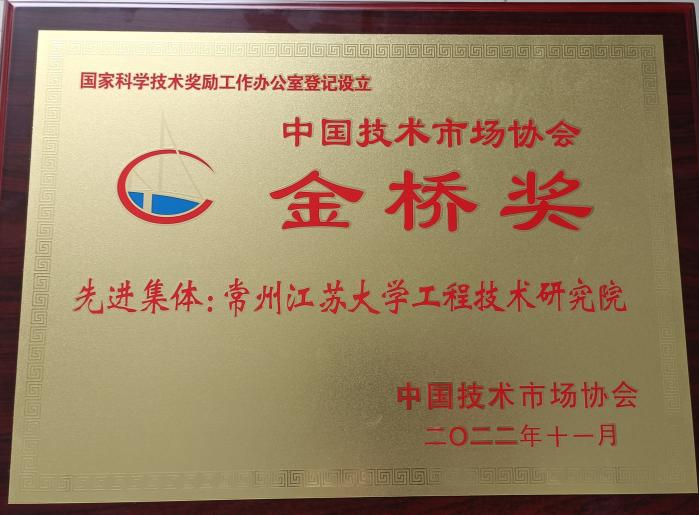 国家科学技术奖励工作办公室登记设立
中国技术市场协会
金桥奖
先进集体：常州江苏大学工程技术研究院
中国技术市场协会
二〇二二年十一月